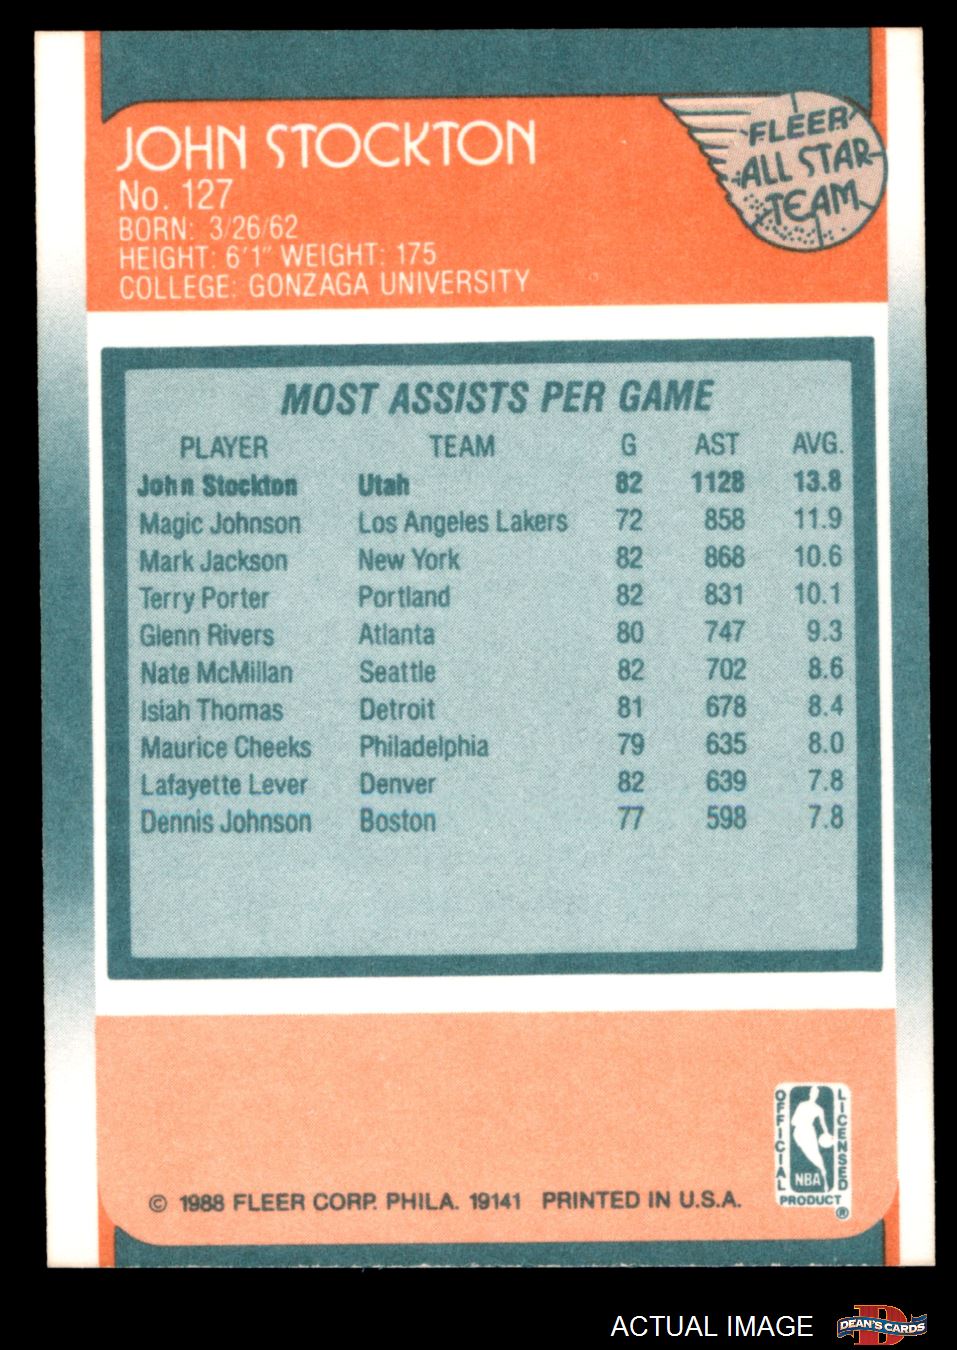 JOHN STOCKTON
No. 127
BORN: 3/26/62
HEIGHT: 6'1" WEIGHT: 175
COLLEGE: GONZAGA UNIVERSITY
FLEER
ALL STAR
TEAM
MOST ASSISTS PER GAME
PLAYER TEAM G AST AVG.
John Stockton Utah 82 1128 13.8
Magic Johnson Los Angeles Lakers 72 858 11.9
Mark Jackson New York 82 868 10.6
Terry Porter Portland 82 831 10.1
Glenn Rivers Atlanta 80 747 9.3
Nate McMillan Seattle 82 702 8.6
Isiah Thomas Detroit 81 678 8.4
Maurice Cheeks Philadelphia 79 635 8.0
Lafayette Lever Denver 82 639 7.8
Dennis Johnson Boston 77 598 7.8
OFFICIAL
LICENSED
NBA
PRODUCT
®
© 1988 FLEER CORP. PHILA. 19141 PRINTED IN U.S.A.
ACTUAL IMAGE
D
DEAN'S CARDS